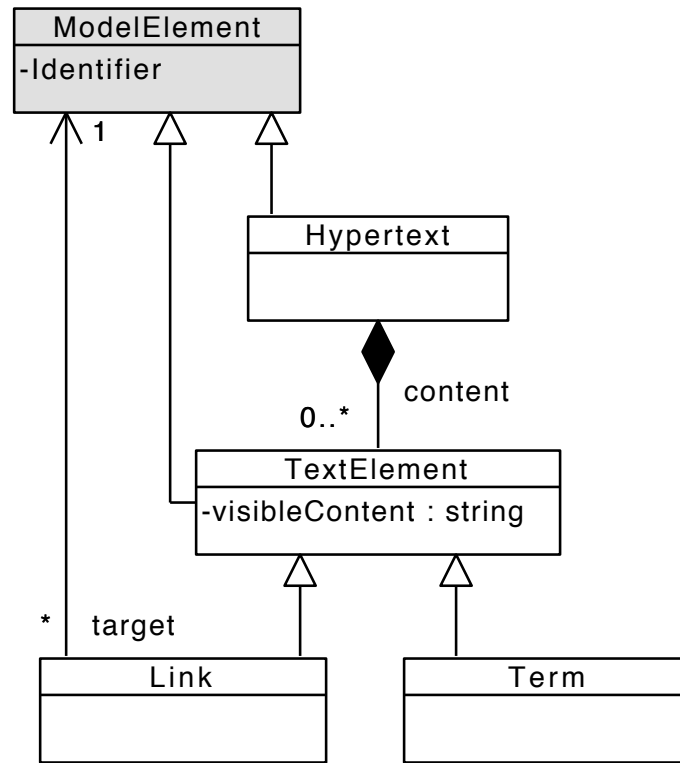 ModelElement
-Identifier
1
Hypertext
content
0..*
TextElement
-visibleContent : string
* target
Link
Term